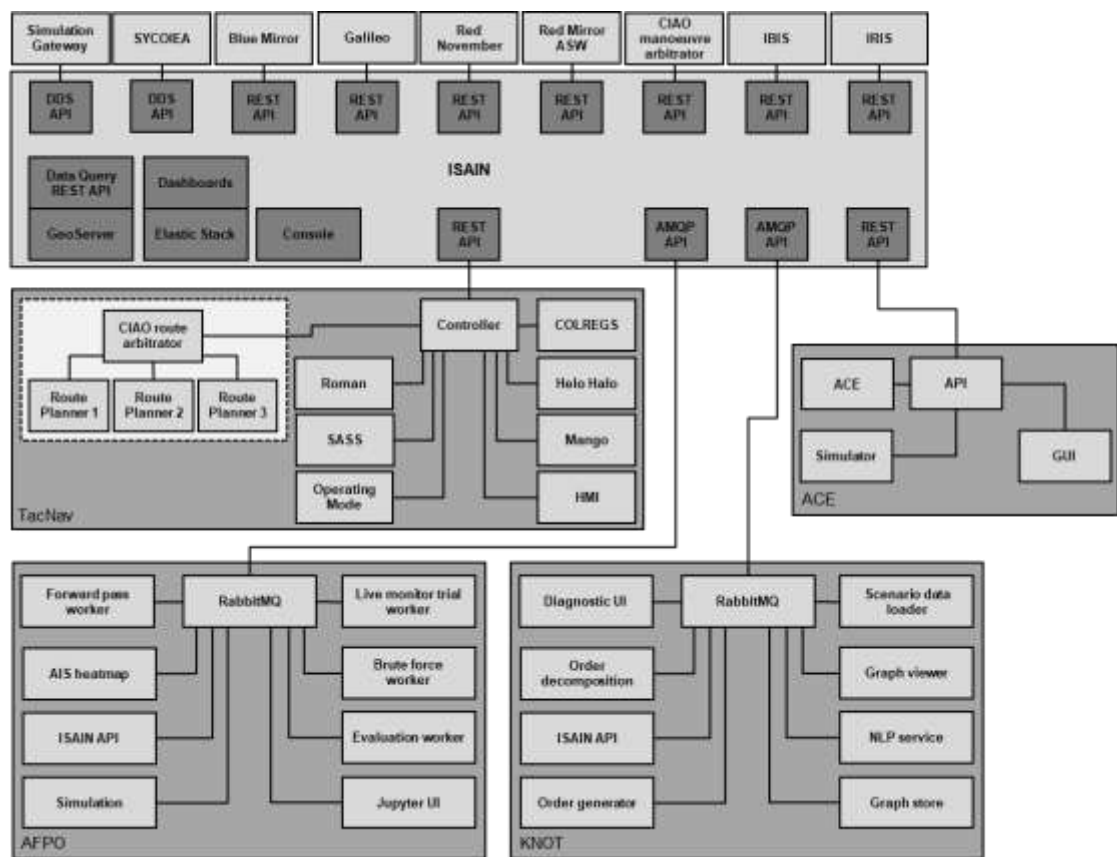 Simulation
Gateway
SYCOIEA
Blue Mirror
Galileo
Red
November
Red Mirror
ASW
CIAO
manoeuvre
arbitrator
IBIS
IRIS
DDS
API
DDS
API
REST
API
REST
API
REST
API
REST
API
REST
API
REST
API
REST
API
ISAIN
Data Query
REST API
Dashboards
GeoServer
Elastic Stack
Console
REST
API
AMQP
API
AMQP
API
REST
API
CIAO route
arbitrator
Route
Planner 1
Route
Planner 2
Route
Planner 3
Controller
COLREGS
Roman
Helo Halo
SASS
Mango
Operating
Mode
HMI
TacNav
ACE
API
Simulator
GUI
ACE
Forward pass
worker
RabbitMQ
Live monitor trial
worker
AIS heatmap
Brute force
worker
ISAIN API
Evaluation worker
Simulation
Jupyter UI
AFPO
Diagnostic UI
RabbitMQ
Scenario data
loader
Order
decomposition
Graph viewer
ISAIN API
NLP service
Order generator
Graph store
KNOT